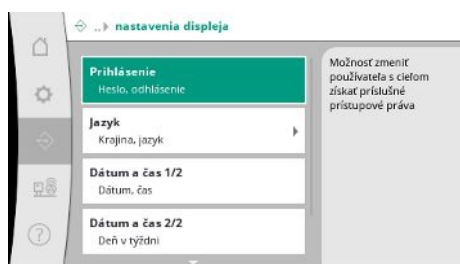 ..▸ nastavenia displeja
Prihlásenie
Heslo, odhlásenie
Jazyk
Krajina, jazyk
Dátum a čas 1/2
Dátum, čas
Dátum a čas 2/2
Deň v týždni
Možnosť zmeniť
používateľa s cieľom
získať príslušné
prístupové práva
?